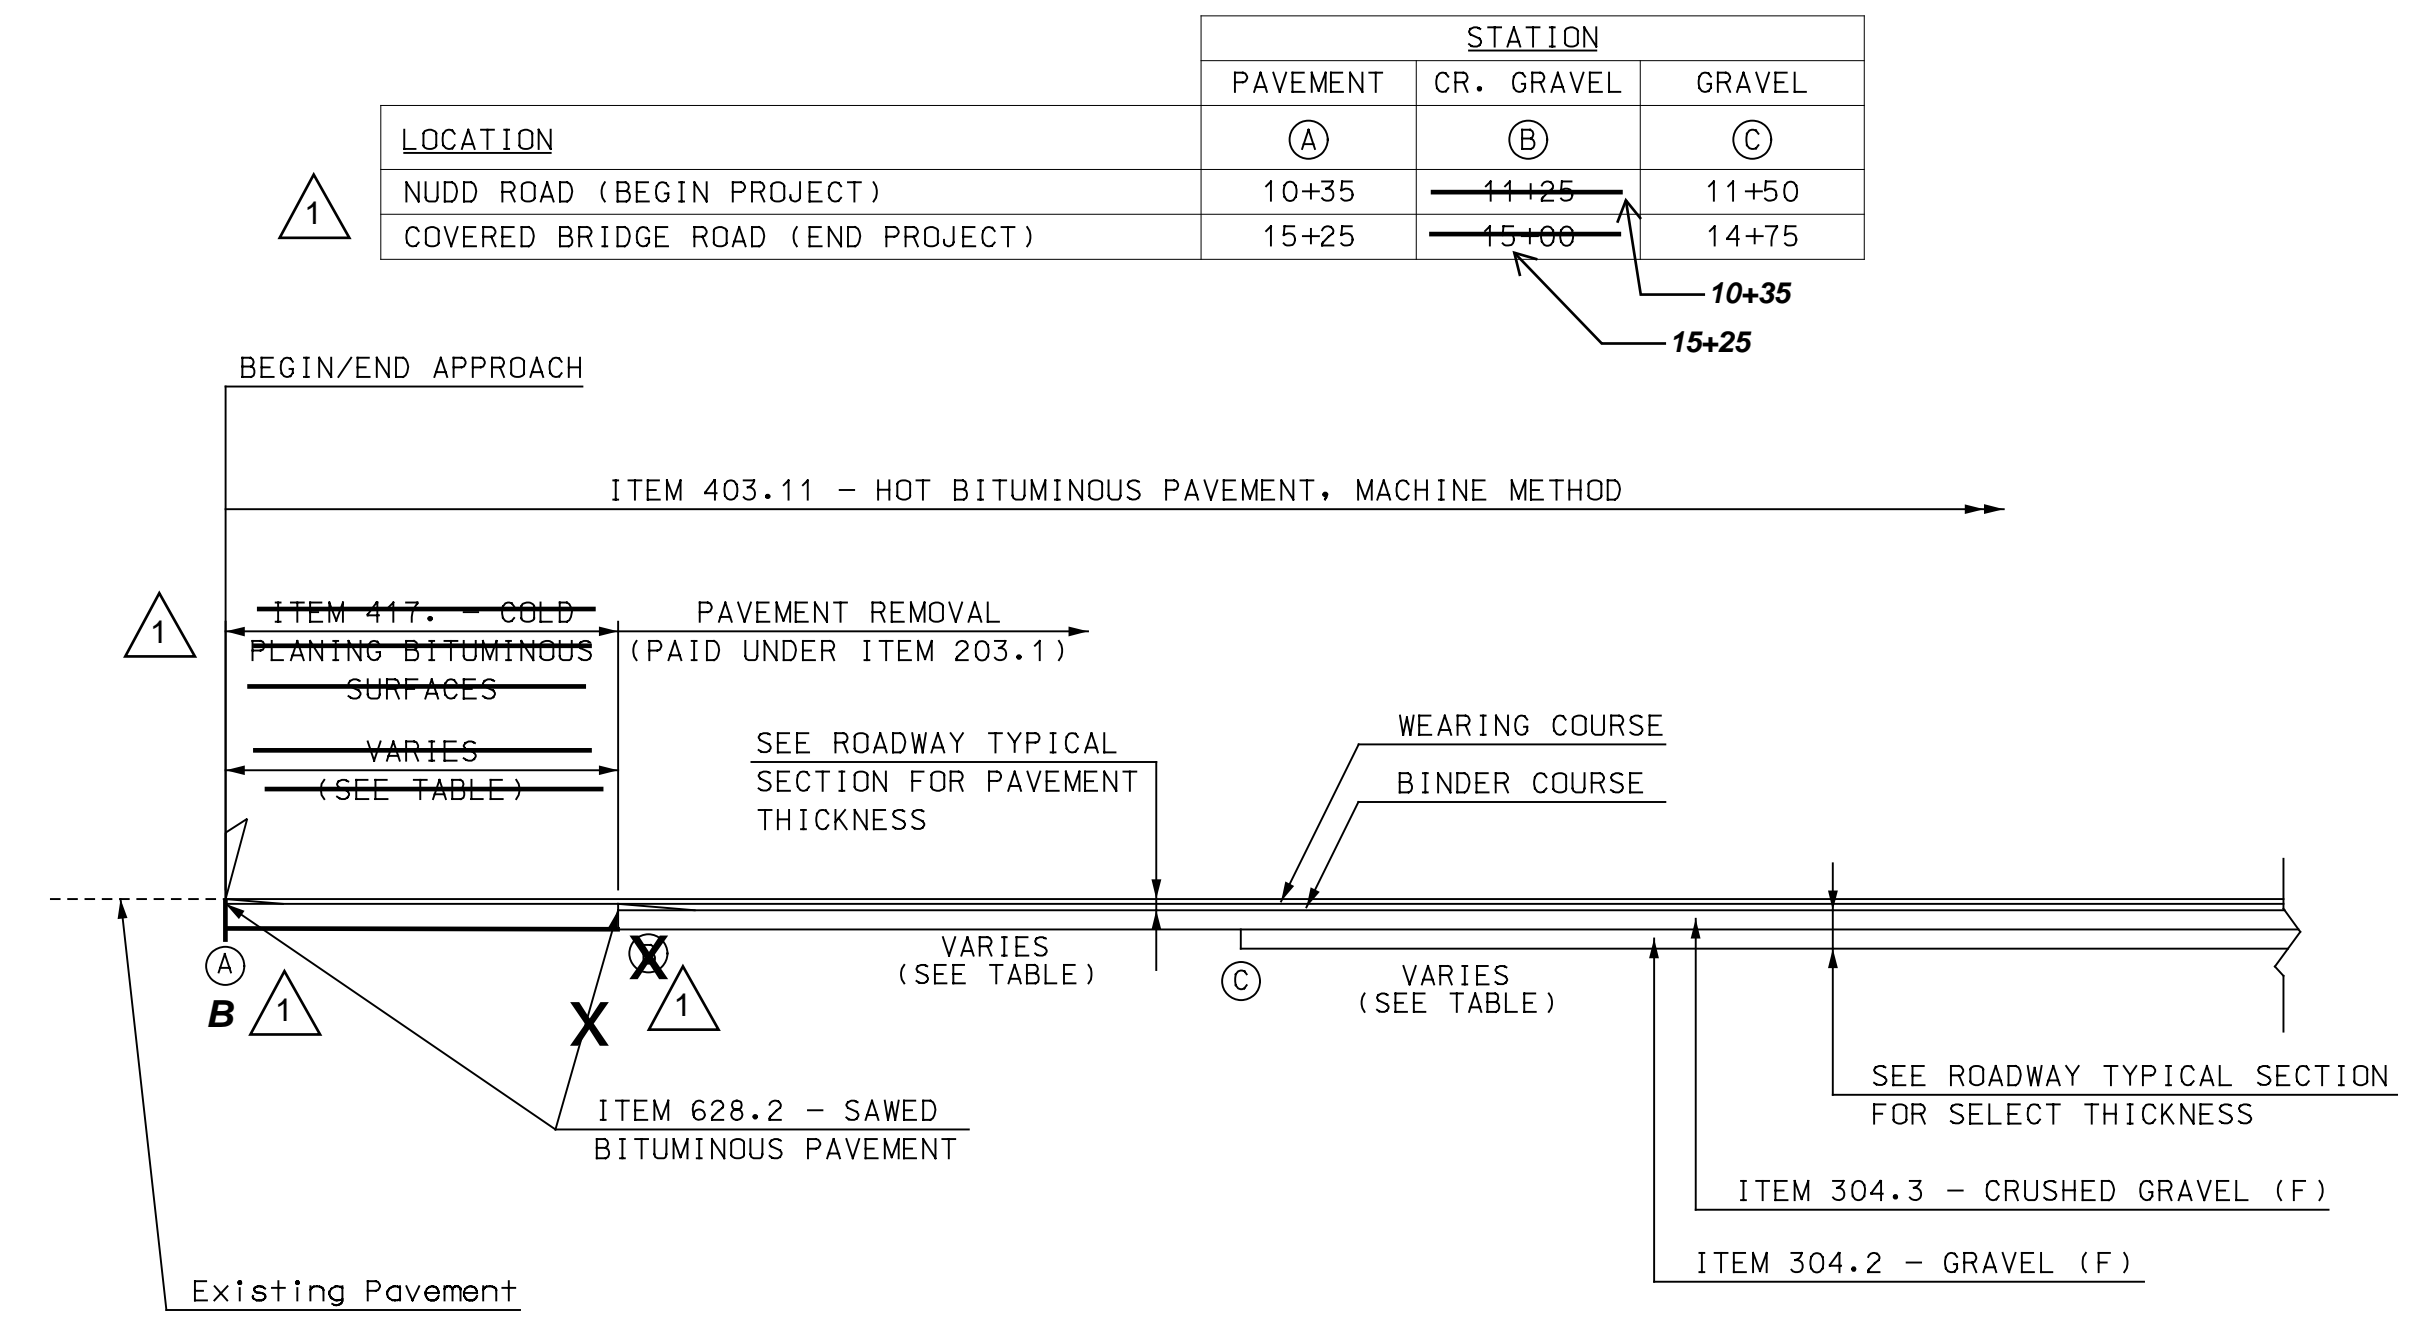 STATION
PAVEMENT CR. GRAVEL GRAVEL
LOCATION A B C
1
NUDD ROAD (BEGIN PROJECT) 10+35 11+25 11+50
COVERED BRIDGE ROAD (END PROJECT) 15+25 15+00 14+75
10+35
15+25
BEGIN/END APPROACH
ITEM 403.11 - HOT BITUMINOUS PAVEMENT, MACHINE METHOD
1
ITEM 417. - COLD
PLANING BITUMINOUS
SURFACES
PAVEMENT REMOVAL
(PAID UNDER ITEM 203.1)
VARIES
(SEE TABLE)
SEE ROADWAY TYPICAL
SECTION FOR PAVEMENT
THICKNESS
WEARING COURSE
BINDER COURSE
A
B
1
X
X
1
VARIES
(SEE TABLE)
C
VARIES
(SEE TABLE)
SEE ROADWAY TYPICAL SECTION
FOR SELECT THICKNESS
ITEM 628.2 - SAWED
BITUMINOUS PAVEMENT
ITEM 304.3 - CRUSHED GRAVEL (F)
ITEM 304.2 - GRAVEL (F)
Existing Pavement